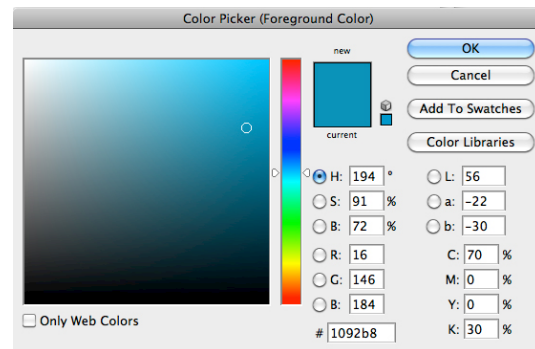 Color Picker (Foreground Color)
new
current
OK
Cancel
Add To Swatches
Color Libraries
H: 194 °
S: 91 %
B: 72 %
R: 16
G: 146
B: 184
# 1092b8
L: 56
a: -22
b: -30
C: 70 %
M: 0 %
Y: 0 %
K: 30 %
Only Web Colors